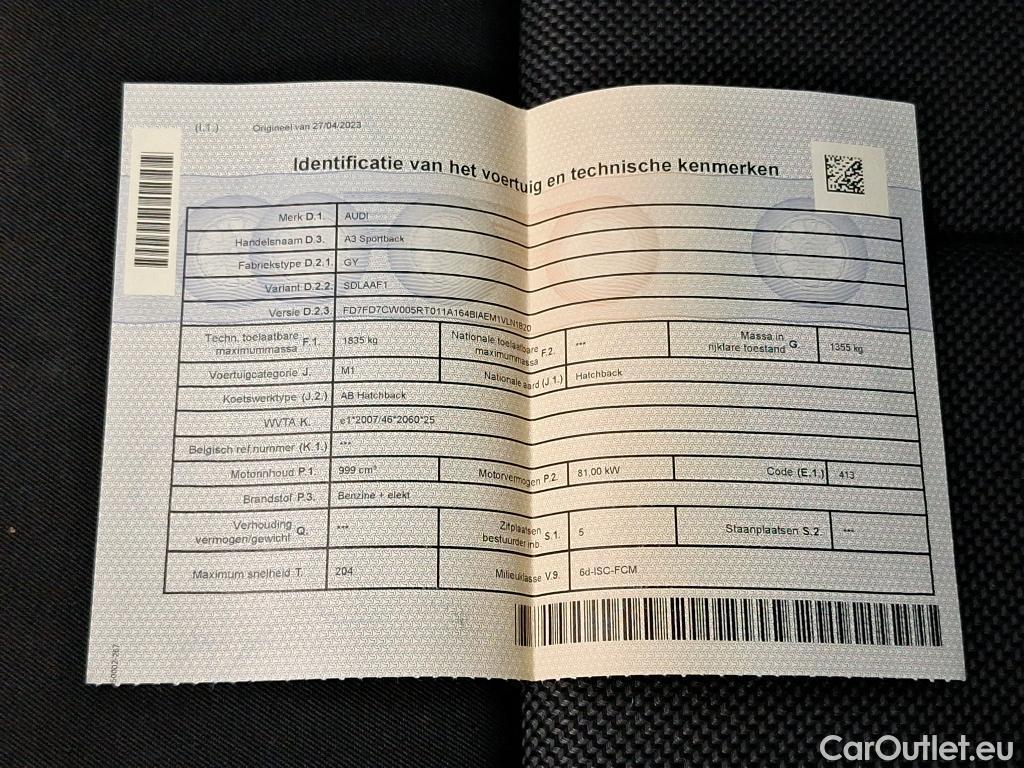 (I.1.) Origineel van 27/04/2023
Identificatie van het voertuig en technische kenmerken
Merk D.1. AUDI
Handelsnaam D.3. A3 Sportback
Fabriekstype D.2.1. GY
Variant D.2.2. SDLAAF1
Versie D.2.3. FD7FD7CW005RT011A164BIAEM1VLN1820
Techn. toelaatbare maximummassa F.1. 1835 kg Nationale toelaatbare maximummassa F.2. *** Massa in rijklare toestand G. 1355 kg
Voertuigcategorie J. M1 Nationale aard (J.1.) Hatchback
Koetswerktype (J.2.) AB Hatchback
WVTA K. e1*2007/46*2060*25
Belgisch ref.nummer (K.1.) ***
Motorinhoud P.1. 999 cm³ Motorvermogen P.2. 81.00 kW Code (E.1.) 413
Brandstof P.3. Benzine + elekt
Verhouding vermogen/gewicht Q. *** Zitplaatsen bestuurder inb. S.1. 5 Staanplaatsen S.2. ***
Maximum snelheid T. 204 Milieuklasse V.9. 6d-ISC-FCM
CarOutlet.eu